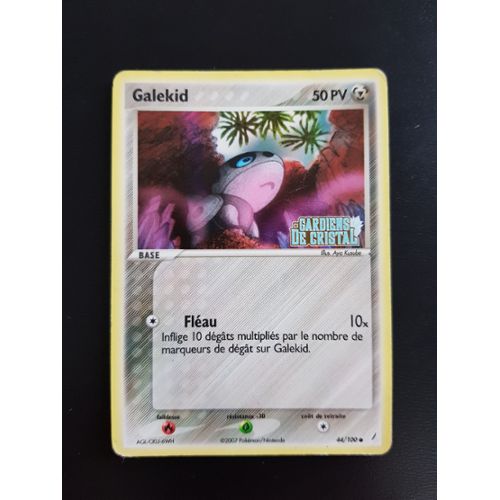 Galekid 50 PV
GARDIENS
DE CRISTAL
Illus. Aya Kusube
BASE
Fléau 10x
Inflige 10 dégâts multipliés par le nombre de
marqueurs de dégât sur Galekid.
faiblesse résistance -30 coût de retraite
©2007 Pokémon/Nintendo 44/100